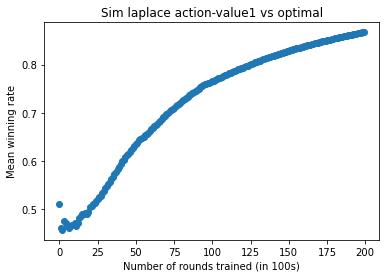 Sim laplace action-value1 vs optimal
Mean winning rate
0.8
0.7
0.6
0.5
0 25 50 75 100 125 150 175 200
Number of rounds trained (in 100s)